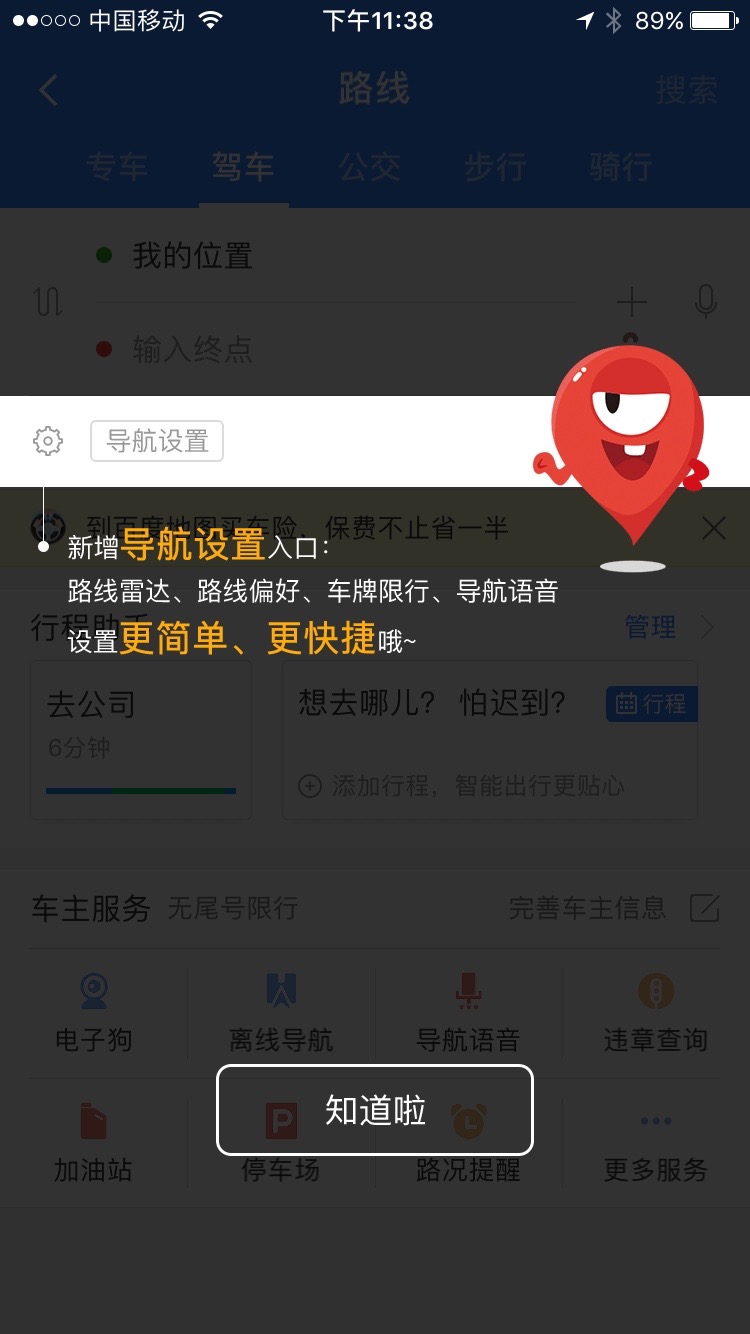 中国移动 下午11:38 89%
路线 搜索
专车 驾车 公交 步行 骑行
我的位置
输入终点
导航设置
到百度地图买车险，保费不止省一半
新增导航设置入口：
路线雷达、路线偏好、车牌限行、导航语音
行程助手 管理
设置更简单、更快捷哦~
去公司 想去哪儿？ 怕迟到？ 行程
6分钟
添加行程，智能出行更贴心
车主服务 无尾号限行 完善车主信息
电子狗 离线导航 导航语音 违章查询
知道啦
加油站 停车场 路况提醒 更多服务